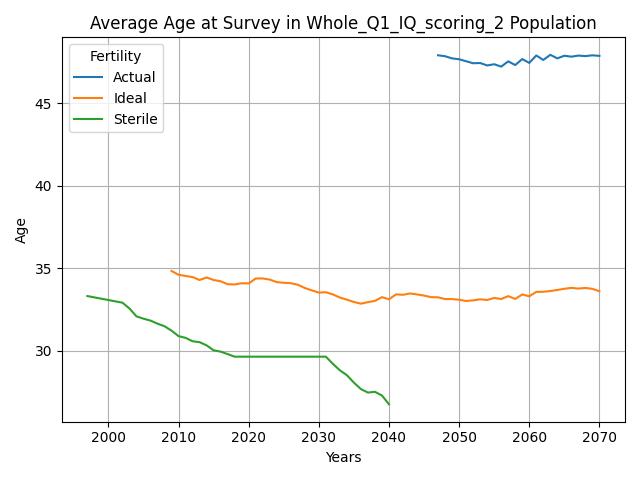 Average Age at Survey in Whole_Q1_IQ_scoring_2 Population
Fertility
Actual
Ideal
Sterile
45
40
35
30
Age
2000 2010 2020 2030 2040 2050 2060 2070
Years